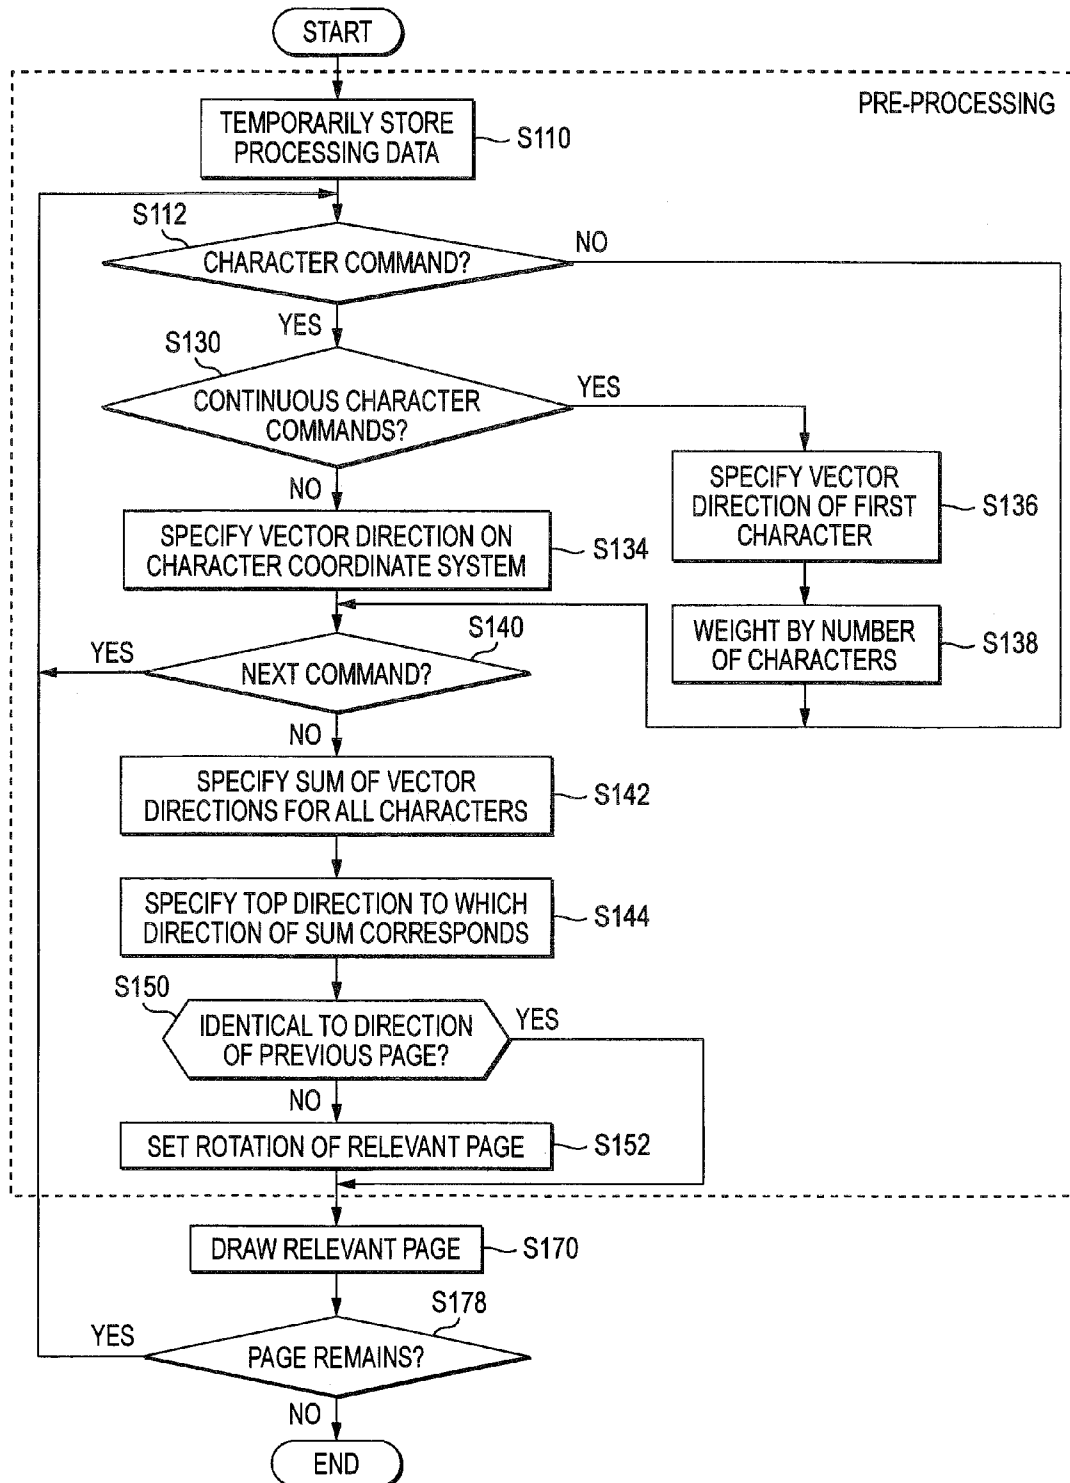 START
PRE-PROCESSING
TEMPORARILY STORE
PROCESSING DATA
S110
S112
CHARACTER COMMAND?
NO
YES
S130
CONTINUOUS CHARACTER
COMMANDS?
YES
NO
SPECIFY VECTOR
DIRECTION OF FIRST
CHARACTER
S136
SPECIFY VECTOR DIRECTION ON
CHARACTER COORDINATE SYSTEM
S134
WEIGHT BY NUMBER
OF CHARACTERS
S138
S140
YES
NEXT COMMAND?
NO
SPECIFY SUM OF VECTOR
DIRECTIONS FOR ALL CHARACTERS
S142
SPECIFY TOP DIRECTION TO WHICH
DIRECTION OF SUM CORRESPONDS
S144
S150
IDENTICAL TO DIRECTION
OF PREVIOUS PAGE?
YES
NO
SET ROTATION OF RELEVANT PAGE
S152
DRAW RELEVANT PAGE
S170
S178
YES
PAGE REMAINS?
NO
END